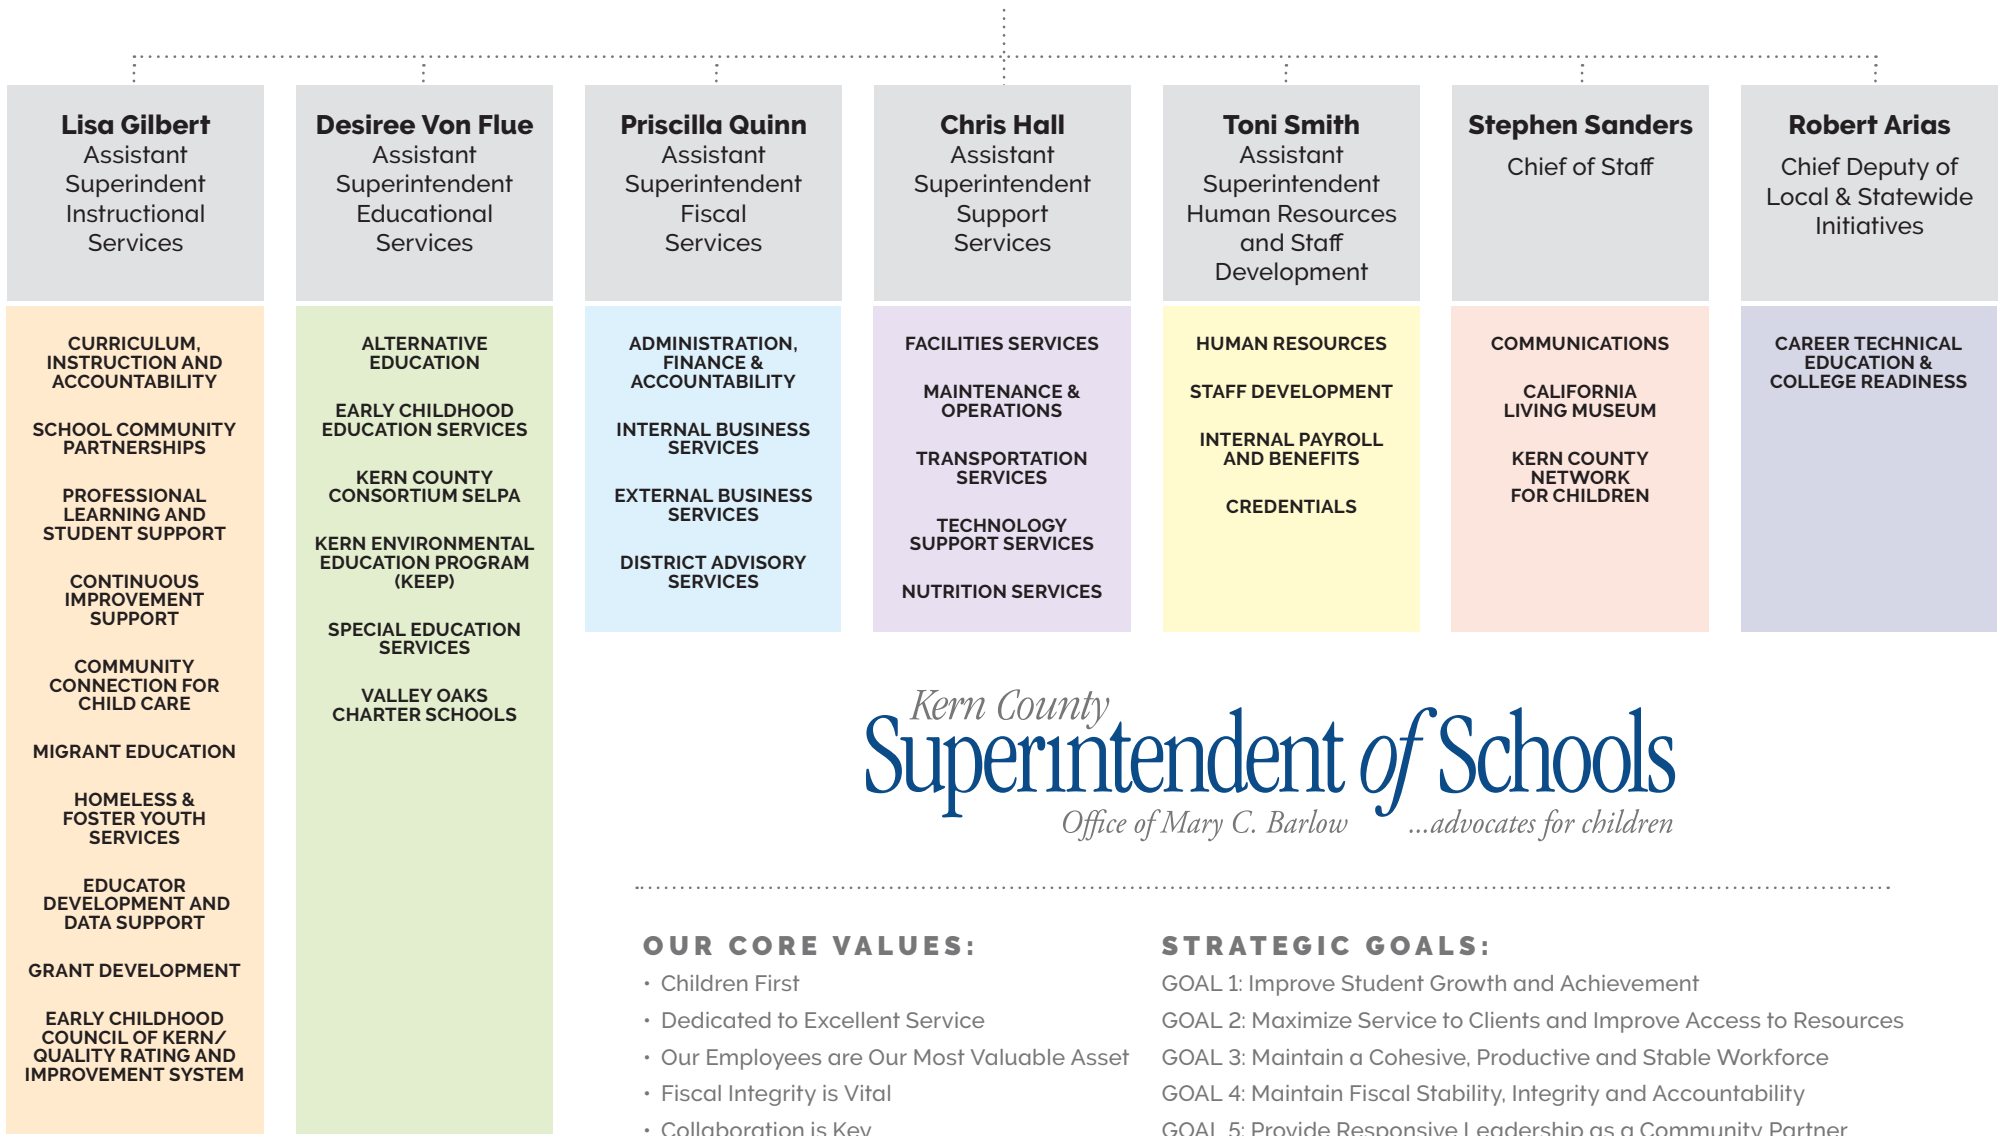 Lisa Gilbert
Assistant
Superindent
Instructional
Services
CURRICULUM,
INSTRUCTION AND
ACCOUNTABILITY
SCHOOL COMMUNITY
PARTNERSHIPS
PROFESSIONAL
LEARNING AND
STUDENT SUPPORT
CONTINUOUS
IMPROVEMENT
SUPPORT
COMMUNITY
CONNECTION FOR
CHILD CARE
MIGRANT EDUCATION
HOMELESS &
FOSTER YOUTH
SERVICES
EDUCATOR
DEVELOPMENT AND
DATA SUPPORT
GRANT DEVELOPMENT
EARLY CHILDHOOD
COUNCIL OF KERN/
QUALITY RATING AND
IMPROVEMENT SYSTEM
Desiree Von Flue
Assistant
Superintendent
Educational
Services
ALTERNATIVE
EDUCATION
EARLY CHILDHOOD
EDUCATION SERVICES
KERN COUNTY
CONSORTIUM SELPA
KERN ENVIRONMENTAL
EDUCATION PROGRAM
(KEEP)
SPECIAL EDUCATION
SERVICES
VALLEY OAKS
CHARTER SCHOOLS
Priscilla Quinn
Assistant
Superintendent
Fiscal
Services
ADMINISTRATION,
FINANCE &
ACCOUNTABILITY
INTERNAL BUSINESS
SERVICES
EXTERNAL BUSINESS
SERVICES
DISTRICT ADVISORY
SERVICES
Chris Hall
Assistant
Superintendent
Support
Services
FACILITIES SERVICES
MAINTENANCE &
OPERATIONS
TRANSPORTATION
SERVICES
TECHNOLOGY
SUPPORT SERVICES
NUTRITION SERVICES
Toni Smith
Assistant
Superintendent
Human Resources
and Staff
Development
HUMAN RESOURCES
STAFF DEVELOPMENT
INTERNAL PAYROLL
AND BENEFITS
CREDENTIALS
Stephen Sanders
Chief of Staff
COMMUNICATIONS
CALIFORNIA
LIVING MUSEUM
KERN COUNTY
NETWORK
FOR CHILDREN
Robert Arias
Chief Deputy of
Local & Statewide
Initiatives
CAREER TECHNICAL
EDUCATION &
COLLEGE READINESS
Kern County
Superintendent of Schools
Office of Mary C. Barlow ...advocates for children
OUR CORE VALUES:
• Children First
• Dedicated to Excellent Service
• Our Employees are Our Most Valuable Asset
• Fiscal Integrity is Vital
• Collaboration is Key
STRATEGIC GOALS:
GOAL 1: Improve Student Growth and Achievement
GOAL 2: Maximize Service to Clients and Improve Access to Resources
GOAL 3: Maintain a Cohesive, Productive and Stable Workforce
GOAL 4: Maintain Fiscal Stability, Integrity and Accountability
GOAL 5: Provide Responsive Leadership as a Community Partner